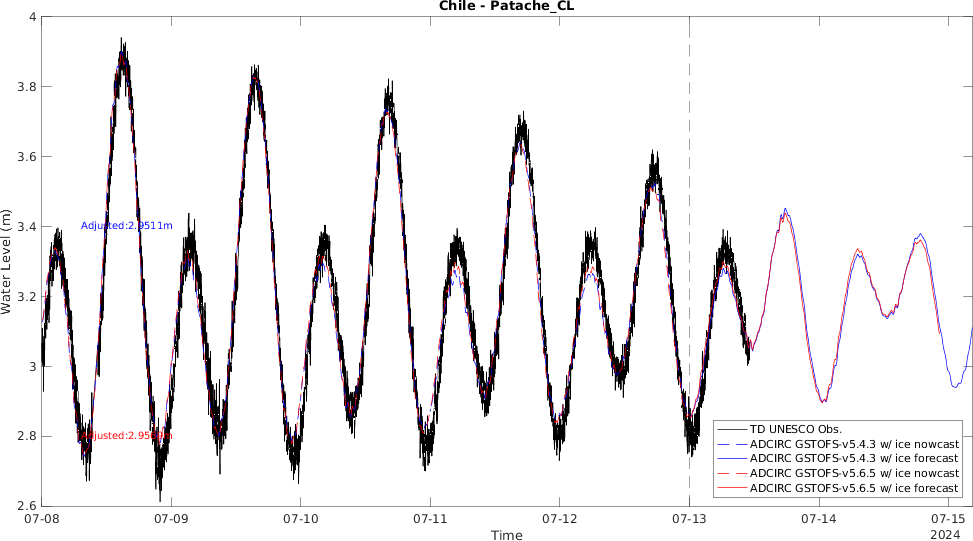 Chile - Patache_CL
Water Level (m)
4
3.8
3.6
3.4
3.2
3
2.8
2.6
Adjusted:2.9511m
07-08
07-09
07-10
07-11
07-12
07-13
07-14
07-15
2024
Time
TD UNESCO Obs.
ADCIRC GSTOFS-v5.4.3 w/ ice nowcast
ADCIRC GSTOFS-v5.4.3 w/ ice forecast
ADCIRC GSTOFS-v5.6.5 w/ ice nowcast
ADCIRC GSTOFS-v5.6.5 w/ ice forecast